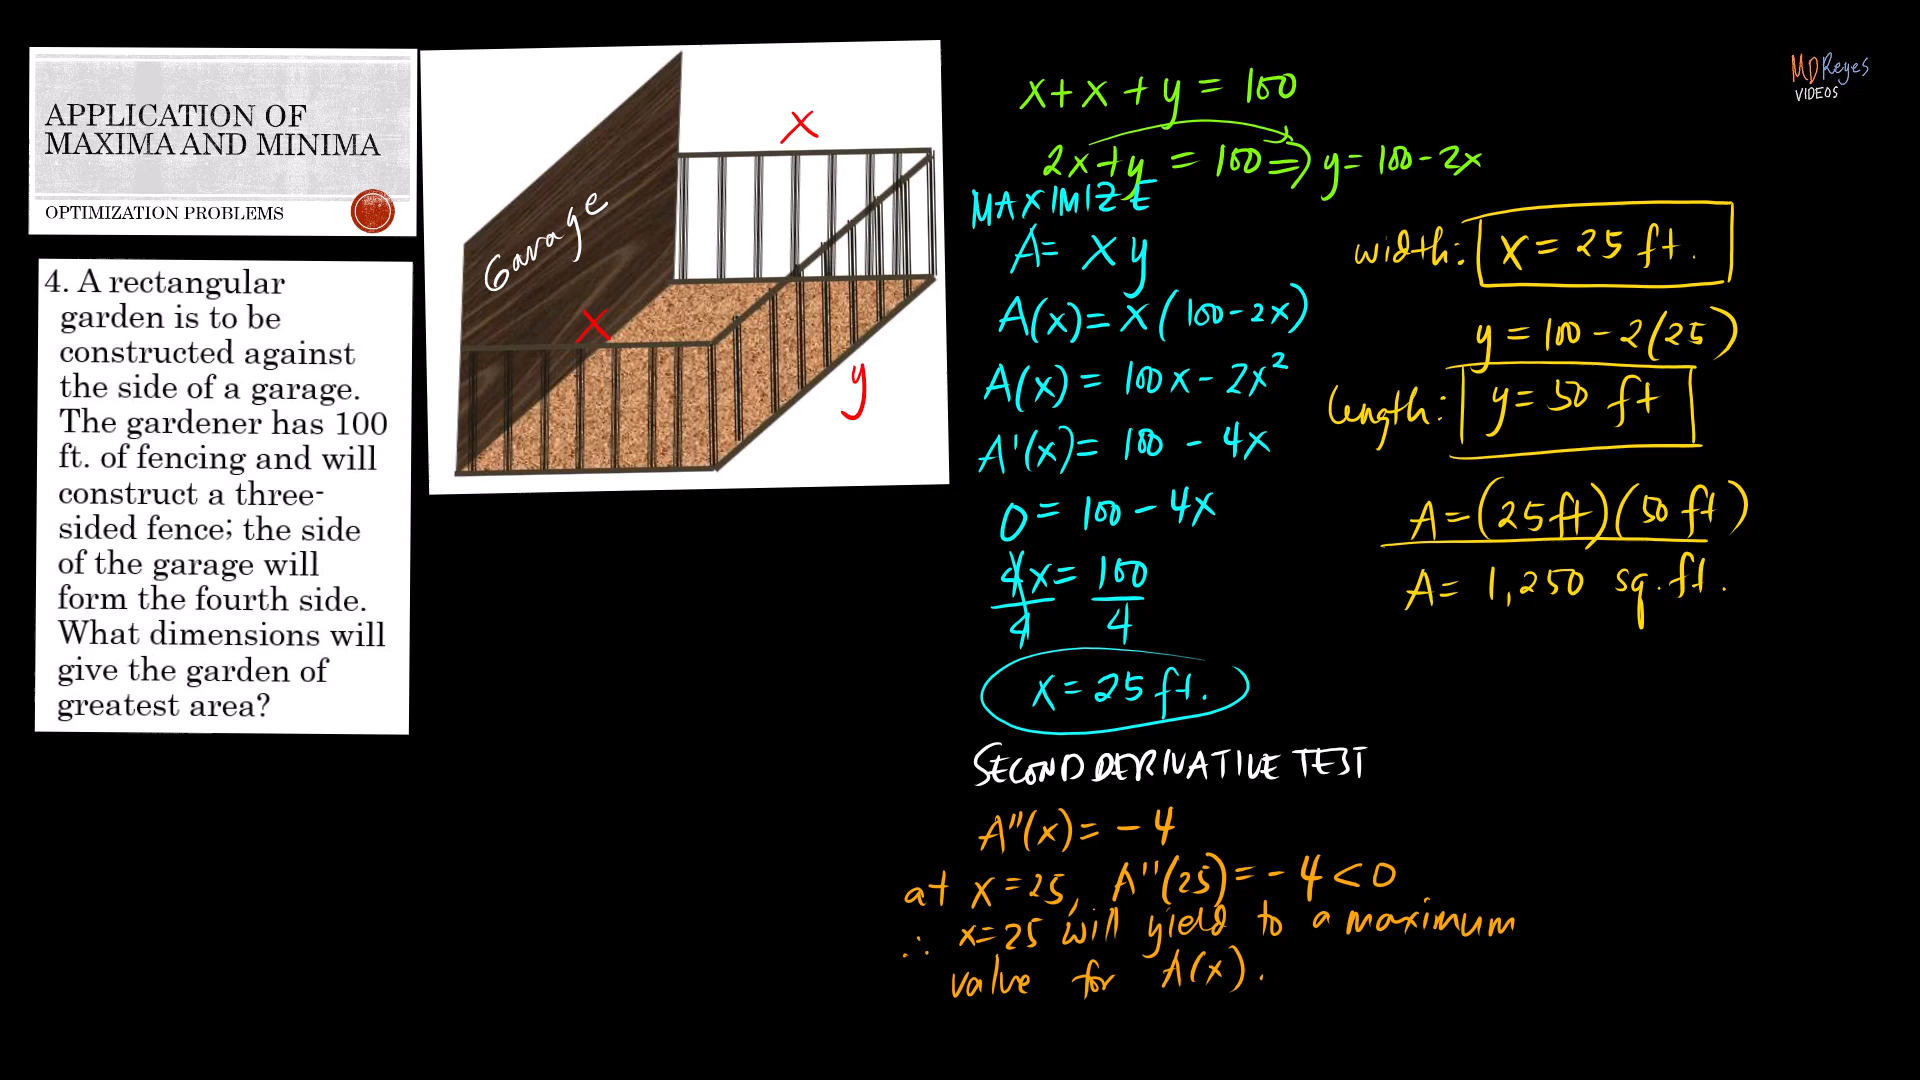 APPLICATION OF
MAXIMA AND MINIMA
OPTIMIZATION PROBLEMS
4. A rectangular
garden is to be
constructed against
the side of a garage.
The gardener has 100
ft. of fencing and will
construct a three-
sided fence; the side
of the garage will
form the fourth side.
What dimensions will
give the garden of
greatest area?
Garage
x
x
y
x + x + y = 100
2x + y = 100 ⇒ y = 100 - 2x
MAXIMIZE
A = xy
A(x) = x(100 - 2x)
A(x) = 100x - 2x²
A'(x) = 100 - 4x
0 = 100 - 4x
4x = 100
4 4
x = 25 ft.
SECOND DERIVATIVE TEST
A''(x) = -4
at x = 25, A''(25) = -4 < 0
∴ x = 25 will yield to a maximum
value for A(x).
width: x = 25 ft.
y = 100 - 2(25)
length: y = 50 ft
A = (25 ft)(50 ft)
A = 1,250 sq. ft.
MDReyes
VIDEOS